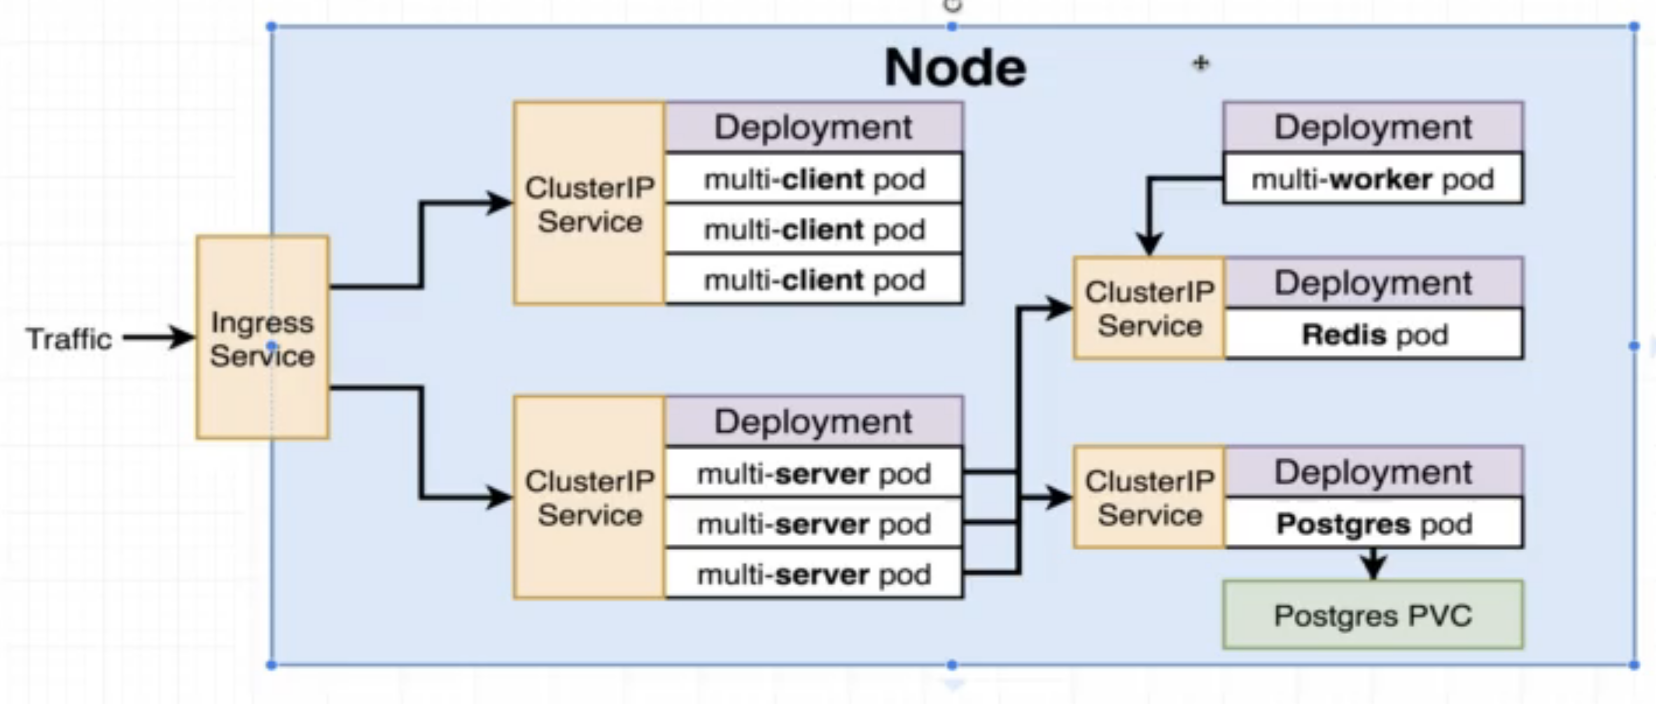 Node
Traffic
Ingress
Service
ClusterIP
Service
Deployment
multi-client pod
multi-client pod
multi-client pod
ClusterIP
Service
Deployment
multi-server pod
multi-server pod
multi-server pod
Deployment
multi-worker pod
ClusterIP
Service
Deployment
Redis pod
ClusterIP
Service
Deployment
Postgres pod
Postgres PVC